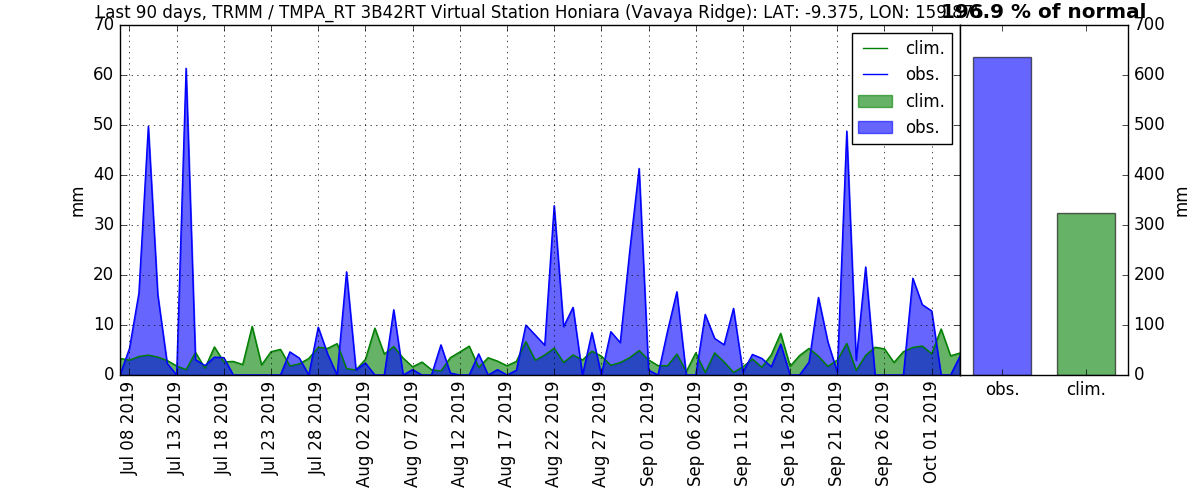 Last 90 days, TRMM / TMPA_RT 3B42RT Virtual Station Honiara (Vavaya Ridge): LAT: -9.375, LON: 159.875
196.9 % of normal
70
60
50
40
30
20
10
0
mm
clim.
obs.
clim.
obs.
700
600
500
400
300
200
100
0
mm
obs.
clim.
Jul 08 2019
Jul 13 2019
Jul 18 2019
Jul 23 2019
Jul 28 2019
Aug 02 2019
Aug 07 2019
Aug 12 2019
Aug 17 2019
Aug 22 2019
Aug 27 2019
Sep 01 2019
Sep 06 2019
Sep 11 2019
Sep 16 2019
Sep 21 2019
Sep 26 2019
Oct 01 2019